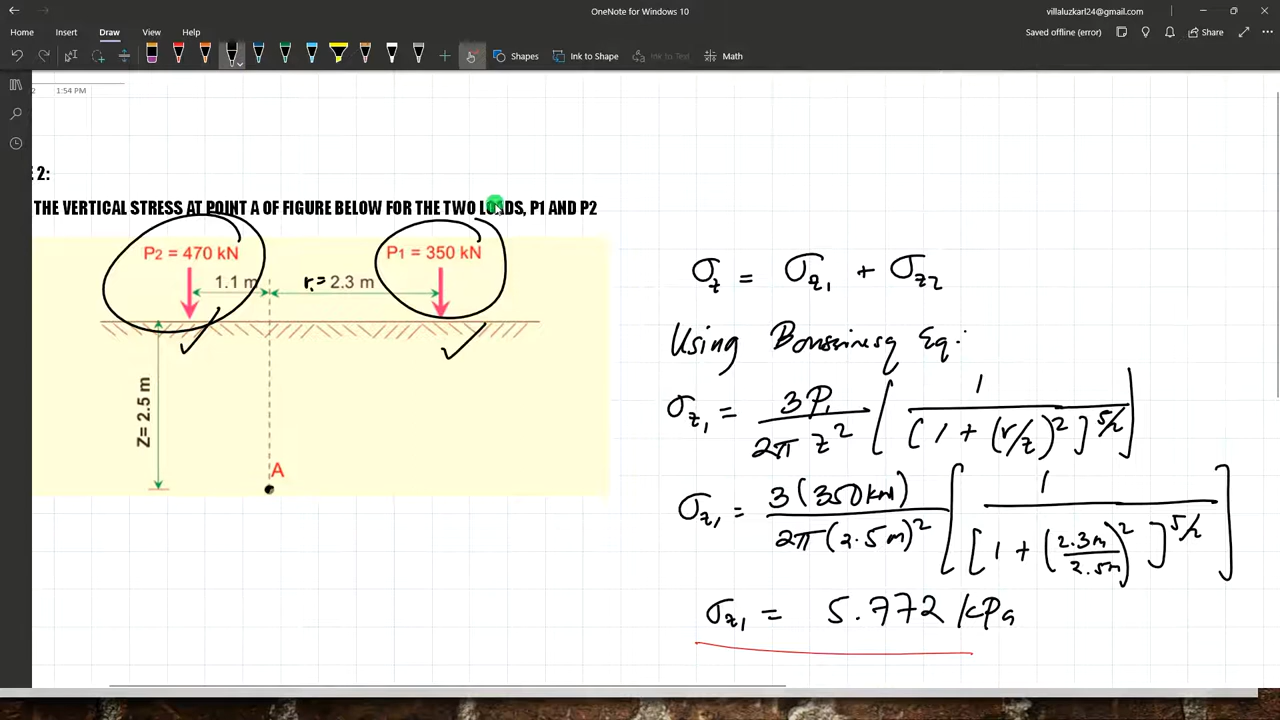 OneNote for Windows 10
villaluzkarl24@gmail.com
Home Insert Draw View Help
Saved offline (error)
Share
Shapes
Ink to Shape
Ink to Text
Math
2 1:54 PM
E 2:
THE VERTICAL STRESS AT POINT A OF FIGURE BELOW FOR THE TWO LOADS, P1 AND P2
P2 = 470 kN
P1 = 350 kN
1.1 m
r₁= 2.3 m
Z= 2.5 m
A
σz = σz₁ + σz₂
Using Boussinesq Eq:
σz₁ = 3P₁ / 2π z² [ 1 / [1 + (r/z)²]^5/2 ]
σz₁ = 3(350kN) / 2π(2.5m)² [ 1 / [1 + (2.3m/2.5m)²]^5/2 ]
σz₁ = 5.772 kPa